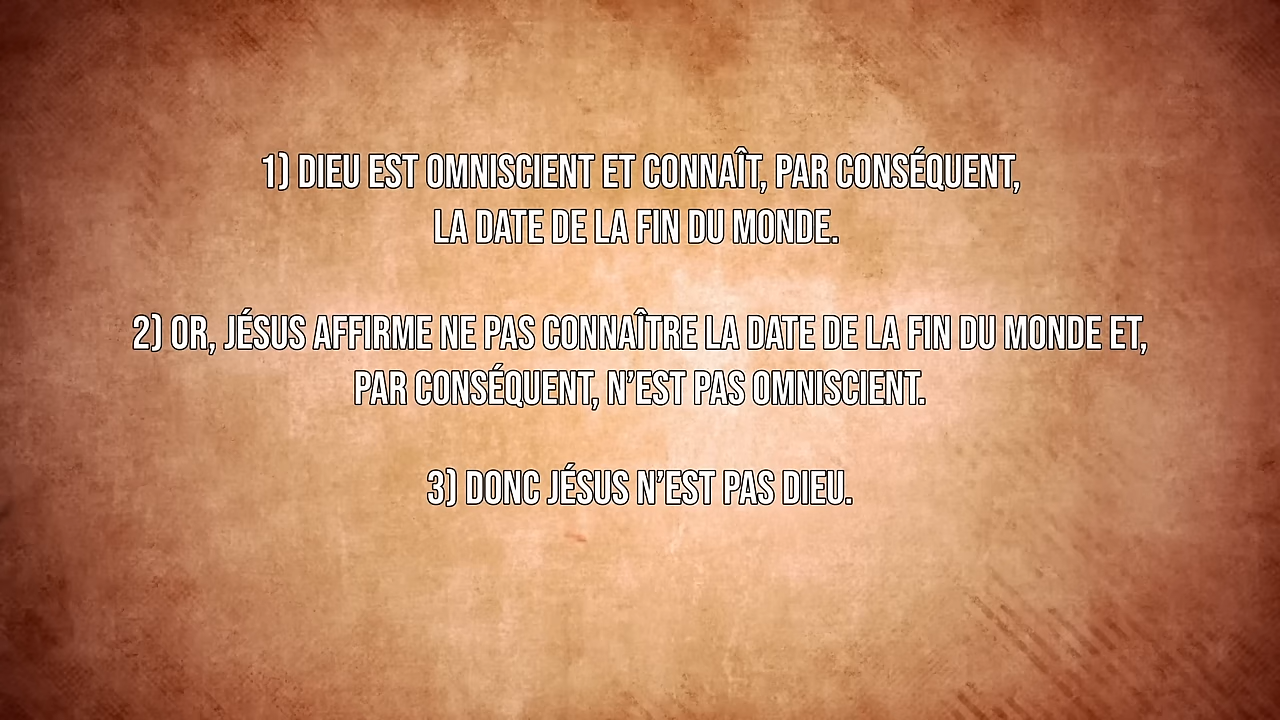 1) DIEU EST OMNISCIENT ET CONNAÎT, PAR CONSÉQUENT,
LA DATE DE LA FIN DU MONDE.
2) OR, JÉSUS AFFIRME NE PAS CONNAÎTRE LA DATE DE LA FIN DU MONDE ET,
PAR CONSÉQUENT, N’EST PAS OMNISCIENT.
3) DONC JÉSUS N’EST PAS DIEU.